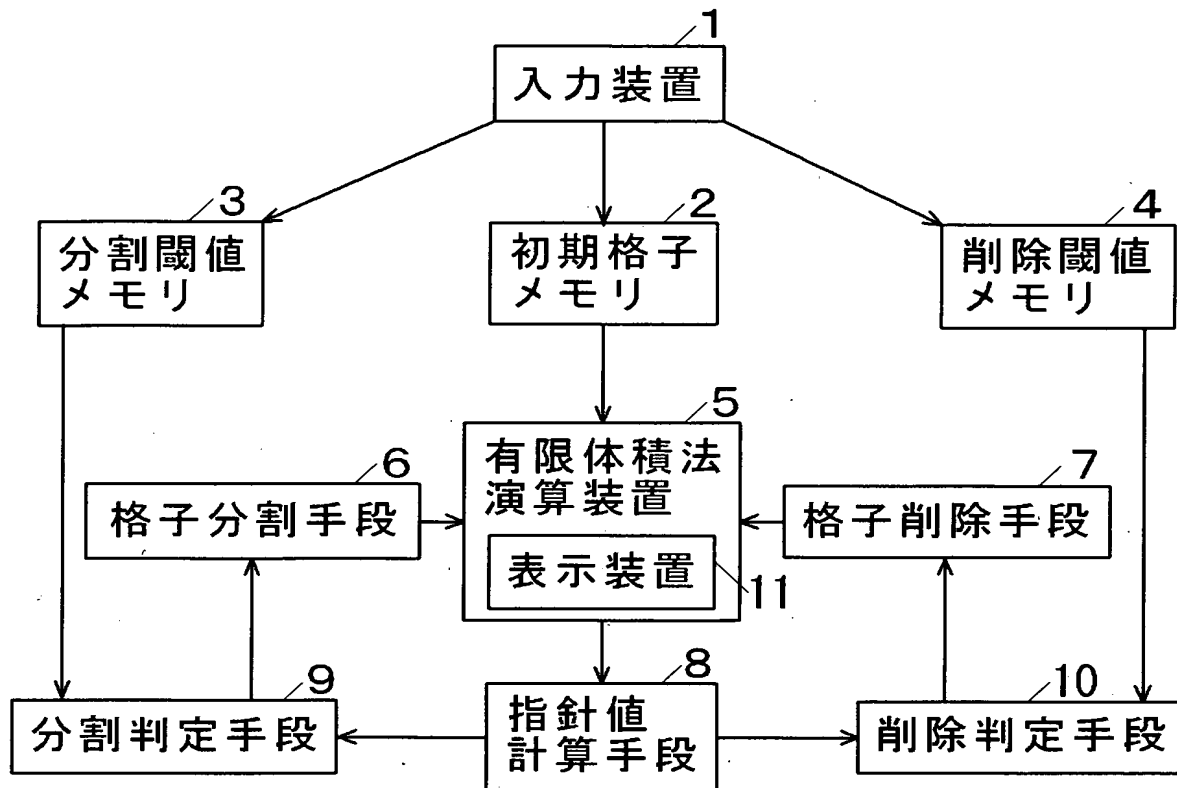 1
入力装置
3
分割閾値
メモリ
2
初期格子
メモリ
4
削除閾値
メモリ
5
有限体積法
演算装置
6
格子分割手段
7
格子削除手段
表示装置
11
9
分割判定手段
8
指針値
計算手段
10
削除判定手段